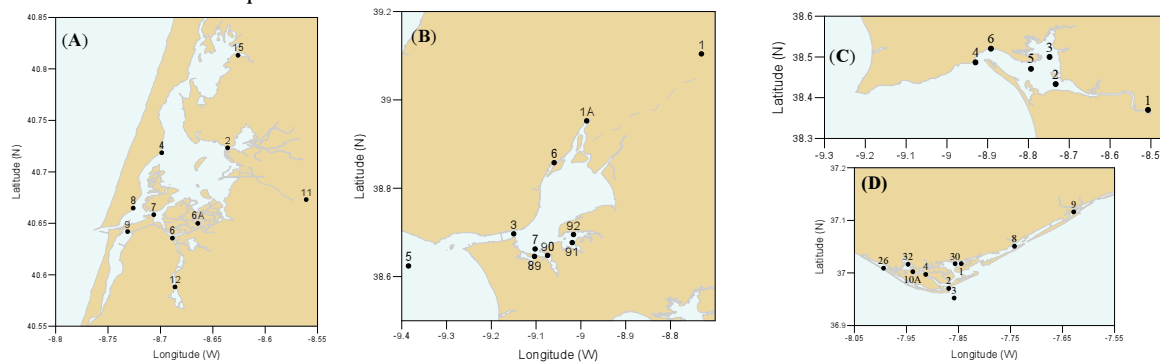 (A)
Latitude (N)
40.85
40.8
40.75
40.7
40.65
40.6
40.55
15
4
2
11
8
7
6A
9
6
12
-8.8 -8.75 -8.7 -8.65 -8.6 -8.55
Longitude (W)
(B)
Latitude (N)
39.2
39
38.8
38.6
1
1A
6
3
92
7
90
91
89
5
-9.4 -9.3 -9.2 -9.1 -9 -8.9 -8.8
Longitude (W)
(C)
Latitude (N)
38.6
38.5
38.4
38.3
6
4
3
5
2
1
-9.3 -9.2 -9.1 -9 -8.9 -8.8 -8.7 -8.6 -8.5
(D)
Latitude (N)
37.2
37.1
37
36.9
9
8
32
30
26
4
1
10A
2
3
-8.05 -7.95 -7.85 -7.75 -7.65 -7.55
Longitude (W)